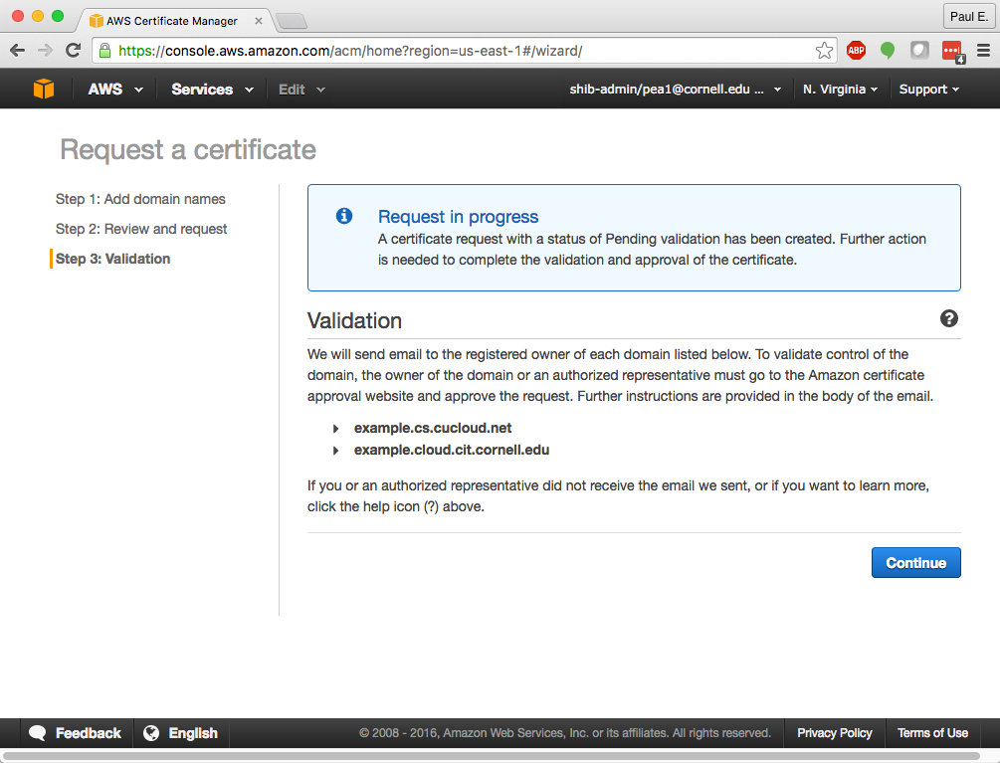 AWS Certificate Manager
Paul E.
https://console.aws.amazon.com/acm/home?region=us-east-1#/wizard/
ABP
4
AWS Services Edit shib-admin/pea1@cornell.edu ... N. Virginia Support
Request a certificate
Step 1: Add domain names
Step 2: Review and request
Step 3: Validation
Request in progress
A certificate request with a status of Pending validation has been created. Further action
is needed to complete the validation and approval of the certificate.
Validation
We will send email to the registered owner of each domain listed below. To validate control of the
domain, the owner of the domain or an authorized representative must go to the Amazon certificate
approval website and approve the request. Further instructions are provided in the body of the email.
example.cs.cucloud.net
example.cloud.cit.cornell.edu
If you or an authorized representative did not receive the email we sent, or if you want to learn more,
click the help icon (?) above.
Continue
Feedback English © 2008 - 2016, Amazon Web Services, Inc. or its affiliates. All rights reserved. Privacy Policy Terms of Use